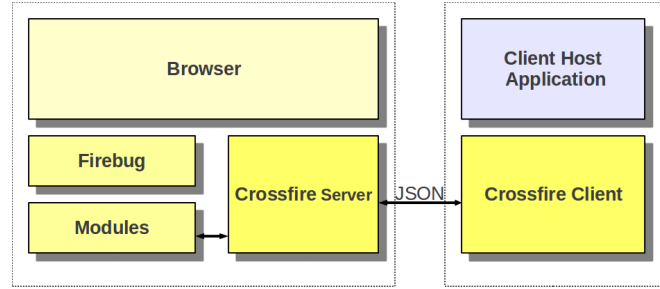 Browser
Client Host
Application
Firebug
Modules
Crossfire Server
JSON
Crossfire Client